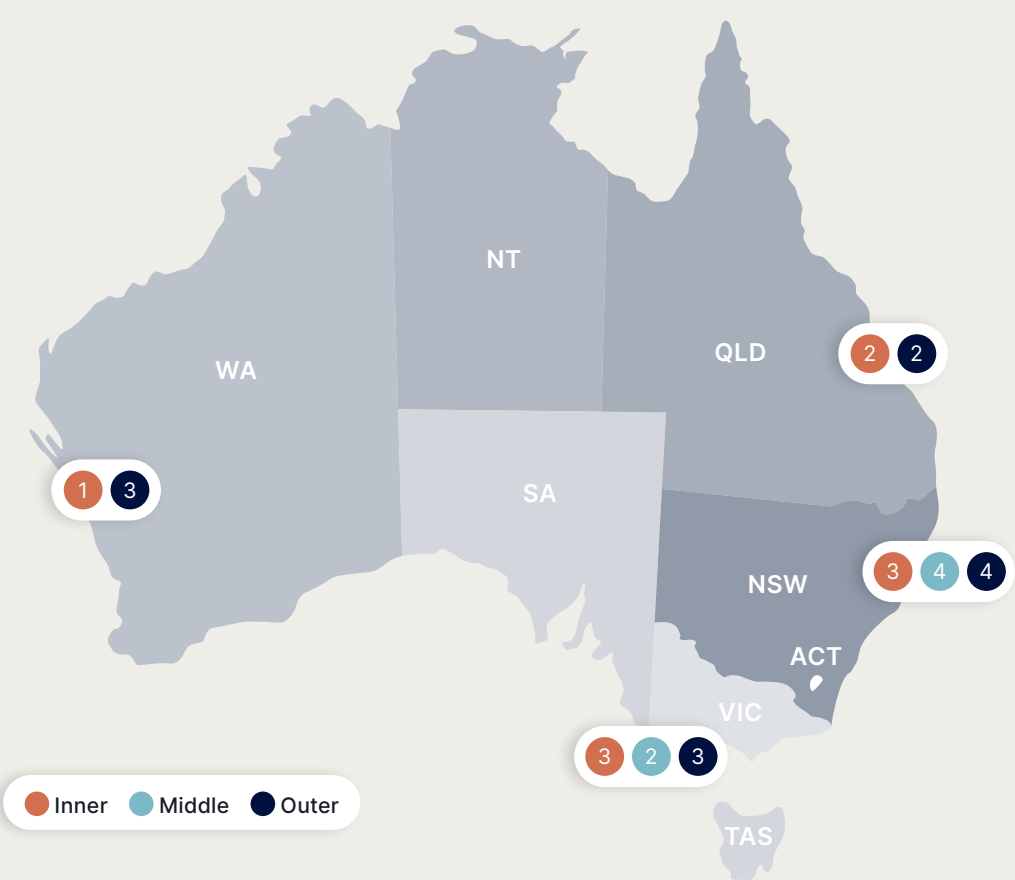 NT
QLD
2 2
WA
1 3
SA
NSW
3 4 4
ACT
VIC
3 2 3
Inner Middle Outer
TAS